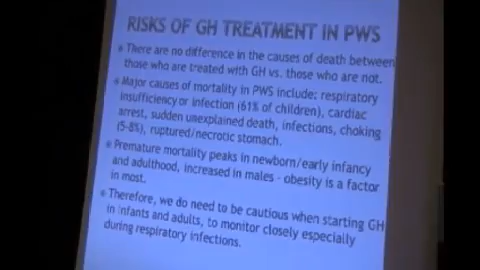 RISKS OF GH TREATMENT IN PWS
There are no difference in the causes of death between
those who are treated with GH vs. those who are not.
Major causes of mortality in PWS include; respiratory
insufficiency or infection (61% of children), cardiac
arrest, sudden unexplained death, infections, choking
(5-8%), ruptured/necrotic stomach.
Premature mortality peaks in newborn/early infancy
and adulthood, increased in males - obesity is a factor
in most.
Therefore, we do need to be cautious when starting GH
in infants and adults, to monitor closely especially
during respiratory infections.